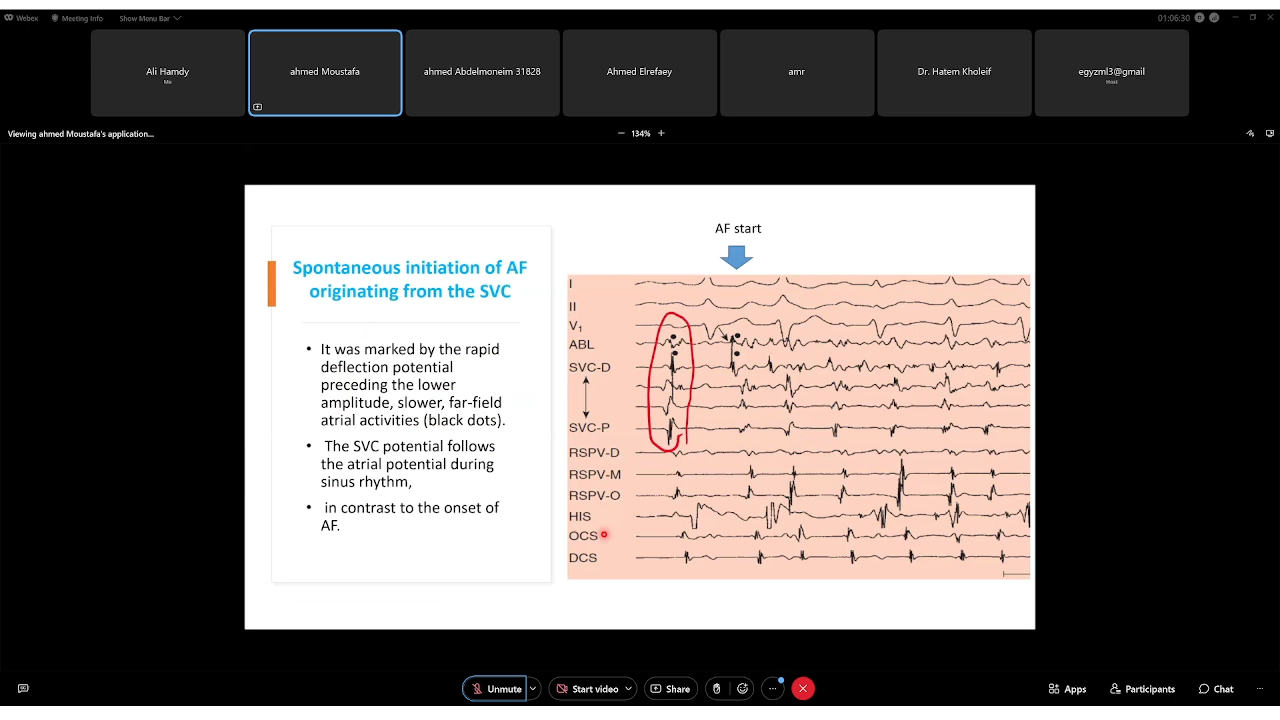 Webex
Meeting Info
Show Menu Bar
01:06:30
Ali Hamdy
Me
ahmed Moustafa
ahmed Abdelmoneim 31828
Ahmed Elrefaey
amr
Dr. Hatem Kholeif
egyzml3@gmail
Host
Viewing ahmed Moustafa's application...
134%
AF start
Spontaneous initiation of AF
originating from the SVC
• It was marked by the rapid
deflection potential
preceding the lower
amplitude, slower, far-field
atrial activities (black dots).
• The SVC potential follows
the atrial potential during
sinus rhythm,
• in contrast to the onset of
AF.
I
II
V1
ABL
SVC-D
SVC-P
RSPV-D
RSPV-M
RSPV-O
HIS
OCS
DCS
Unmute
Start video
Share
Apps
Participants
Chat